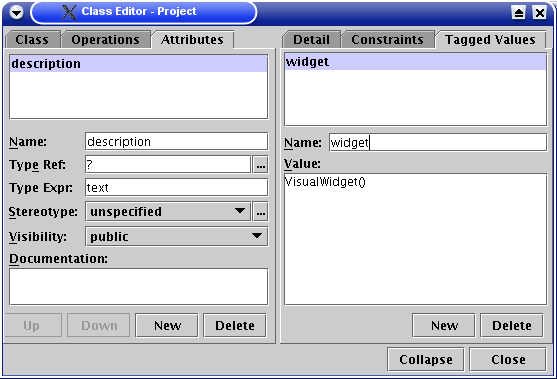 Class Editor - Project
Class Operations Attributes
description
Name: description
Type Ref: ? ...
Type Expr: text
Stereotype: unspecified ...
Visibility: public
Documentation:
Up Down New Delete
Detail Constraints Tagged Values
widget
Name: widget
Value:
VisualWidget()
New Delete
Collapse Close